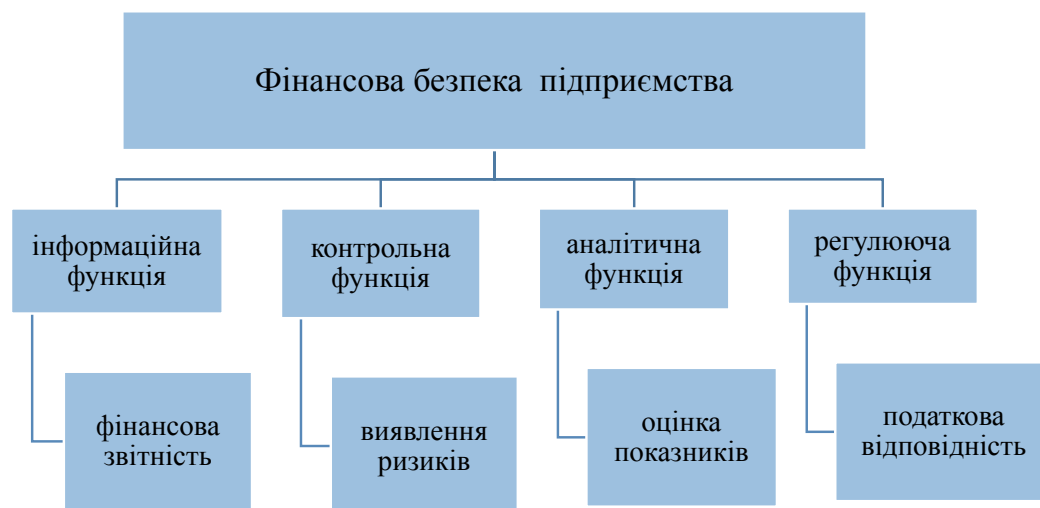 Фінансова безпека підприємства
інформаційна
функція
контрольна
функція
аналітична
функція
регулююча
функція
фінансова
звітність
виявлення
ризиків
оцінка
показників
податкова
відповідність